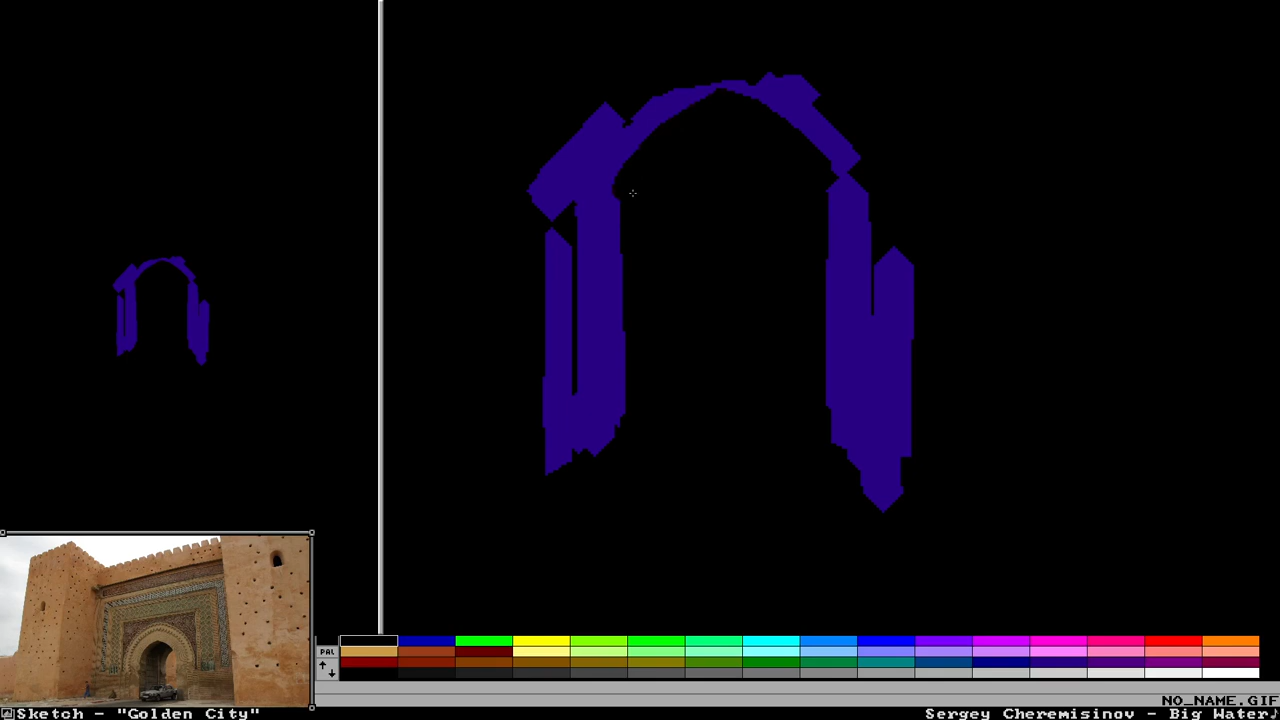 PAL
NO_NAME.GIF
Sketch - "Golden City"
Sergey Cheremisinov - Big Water♪